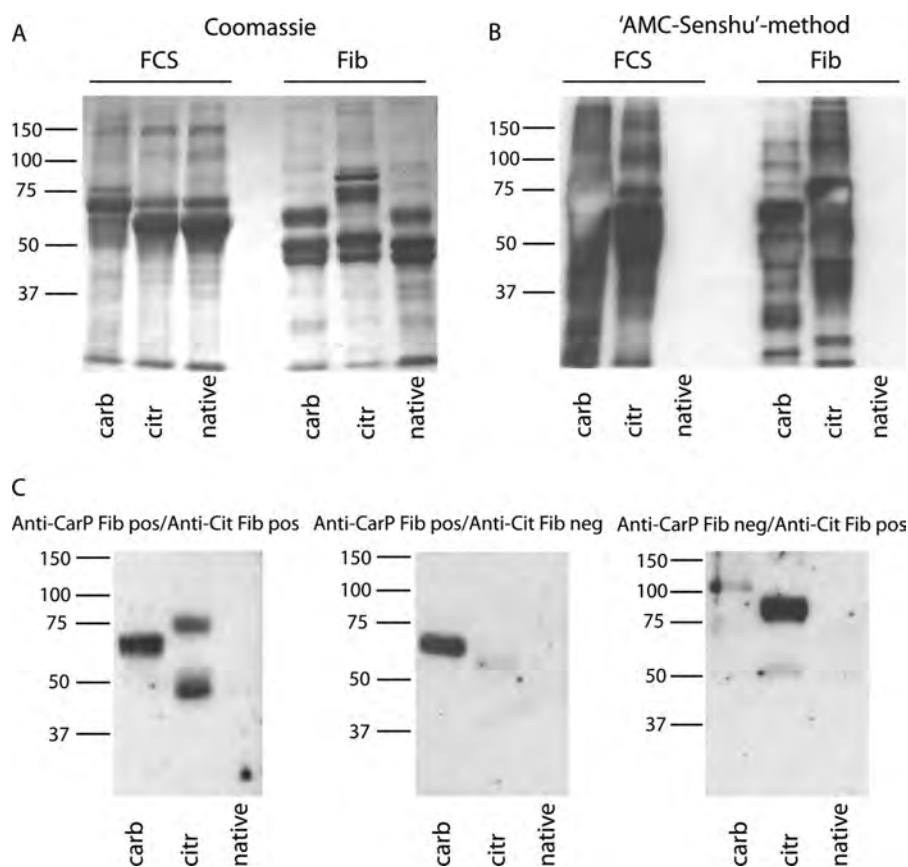 A
Coomassie
FCS
Fib
150
100
75
50
37
carb
citr
native
carb
citr
native
B
'AMC-Senshu'-method
FCS
Fib
150
100
75
50
37
carb
citr
native
carb
citr
native
C
Anti-CarP Fib pos/Anti-Cit Fib pos
150
100
75
50
37
carb
citr
native
Anti-CarP Fib pos/Anti-Cit Fib neg
150
100
75
50
37
carb
citr
native
Anti-CarP Fib neg/Anti-Cit Fib pos
150
100
75
50
37
carb
citr
native